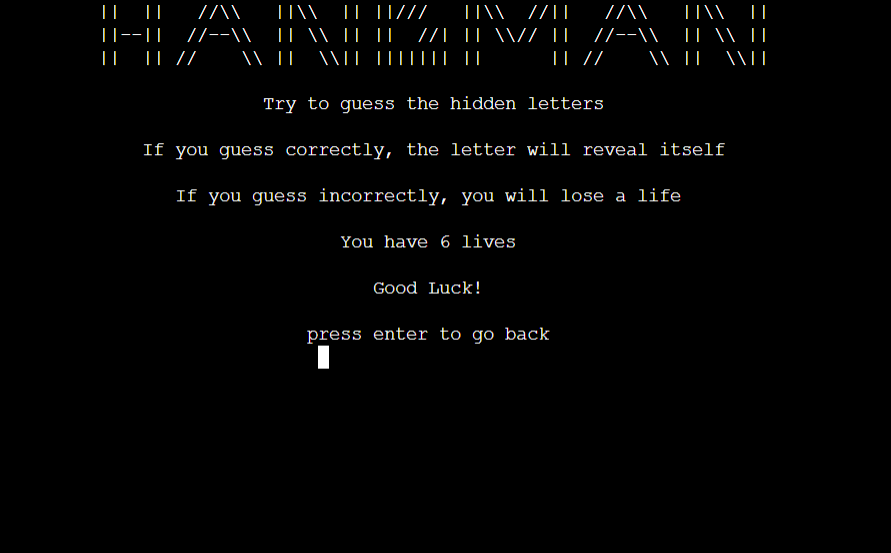 HANGMAN
Try to guess the hidden letters
If you guess correctly, the letter will reveal itself
If you guess incorrectly, you will lose a life
You have 6 lives
Good Luck!
press enter to go back